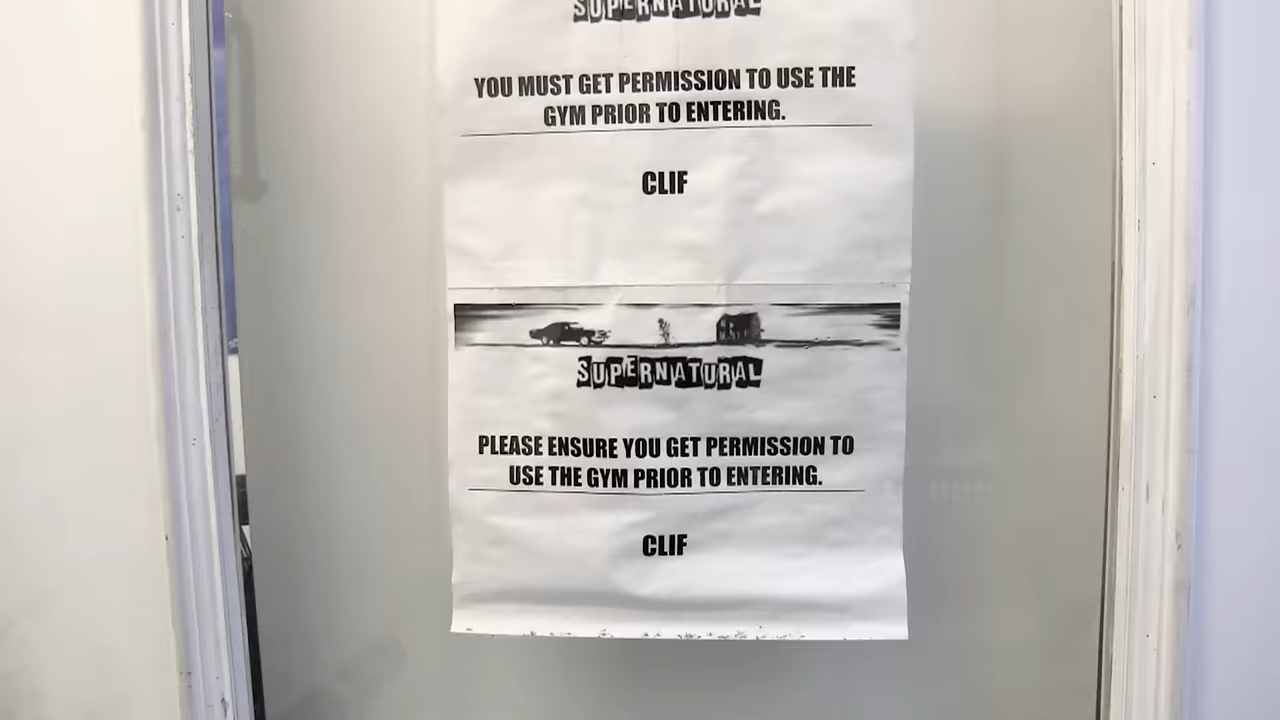 SUPERNATURAL
YOU MUST GET PERMISSION TO USE THE
GYM PRIOR TO ENTERING.
CLIF
SUPERNATURAL
PLEASE ENSURE YOU GET PERMISSION TO
USE THE GYM PRIOR TO ENTERING.
CLIF